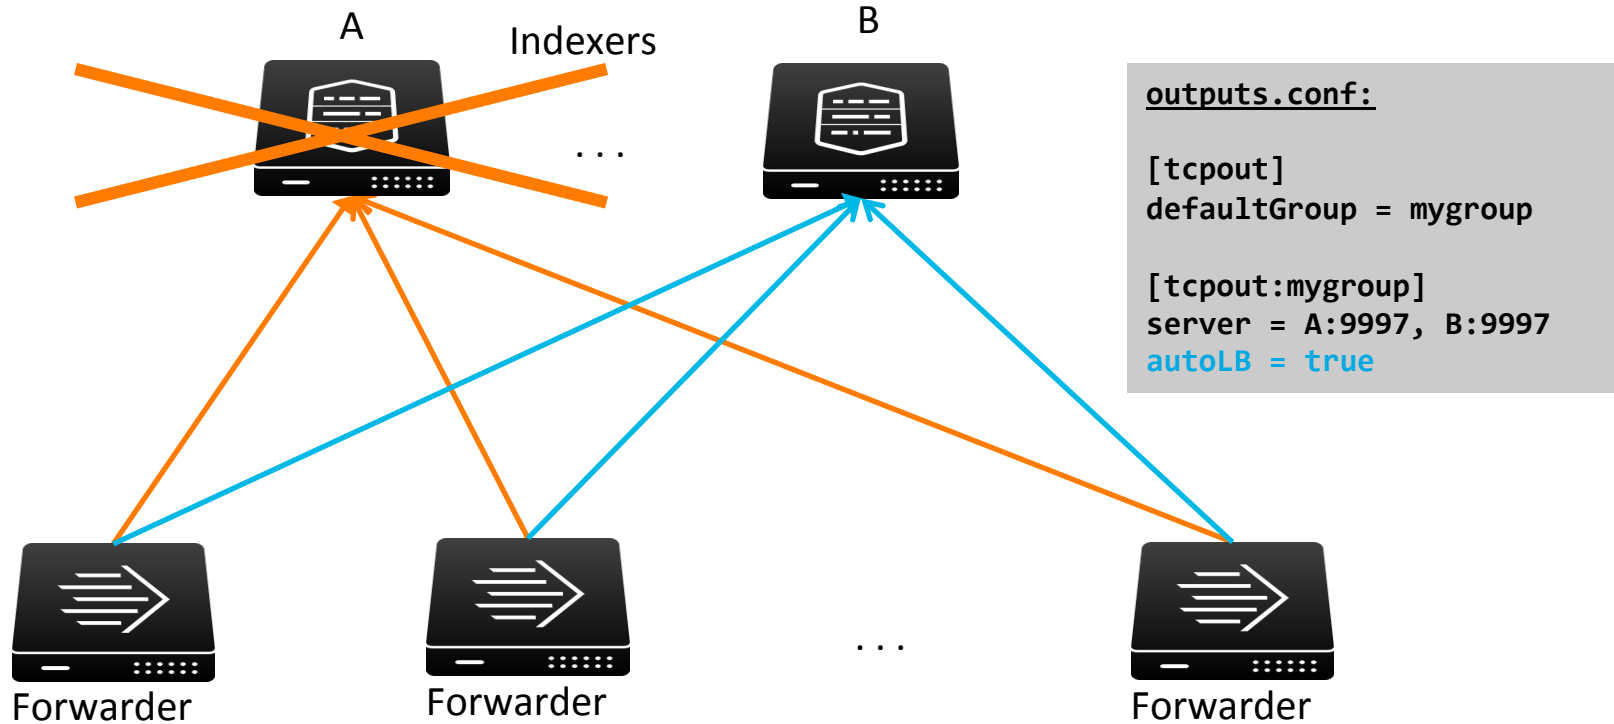 A
Indexers
B
. . .
outputs.conf:
[tcpout]
defaultGroup = mygroup
[tcpout:mygroup]
server = A:9997, B:9997
autoLB = true
. . .
Forwarder
Forwarder
Forwarder